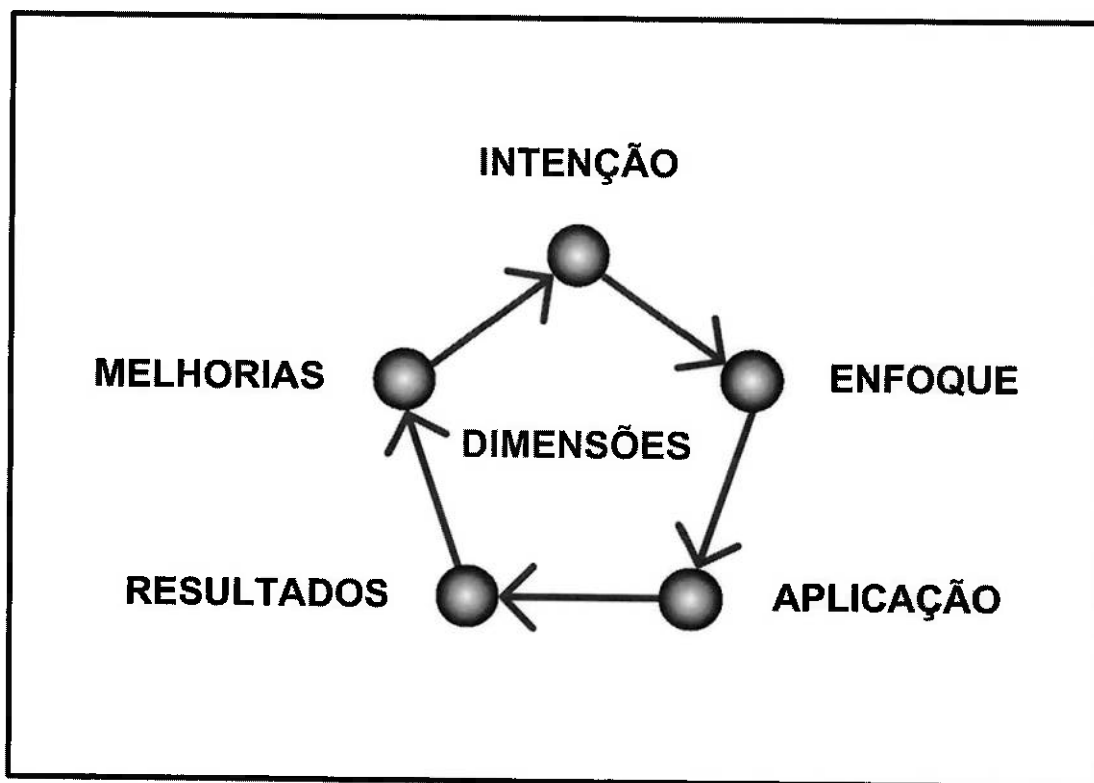 INTENÇÃO
MELHORIAS
ENFOQUE
DIMENSÕES
RESULTADOS
APLICAÇÃO